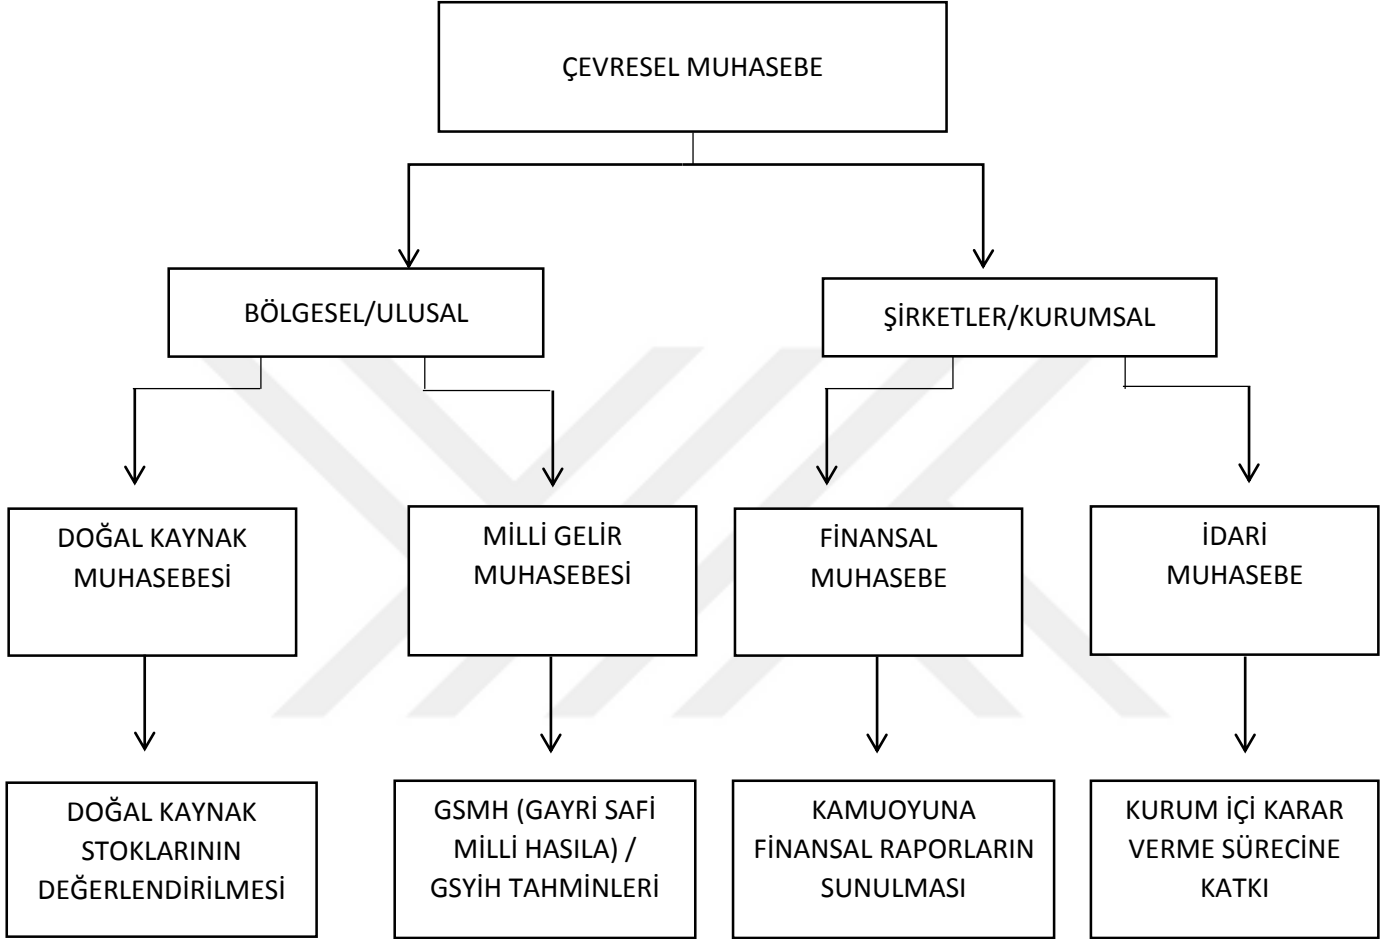 ÇEVRESEL MUHASEBE
BÖLGESEL/ULUSAL
ŞİRKETLER/KURUMSAL
DOĞAL KAYNAK
MUHASEBESİ
MİLLİ GELİR
MUHASEBESİ
FİNANSAL
MUHASEBE
İDARİ
MUHASEBE
DOĞAL KAYNAK
STOKLARININ
DEĞERLENDİRİLMESİ
GSMH (GAYRİ SAFİ
MİLLİ HASILA) /
GSYİH TAHMİNLERİ
KAMUOYUNA
FİNANSAL RAPORLARIN
SUNULMASI
KURUM İÇİ KARAR
VERME SÜRECİNE
KATKI